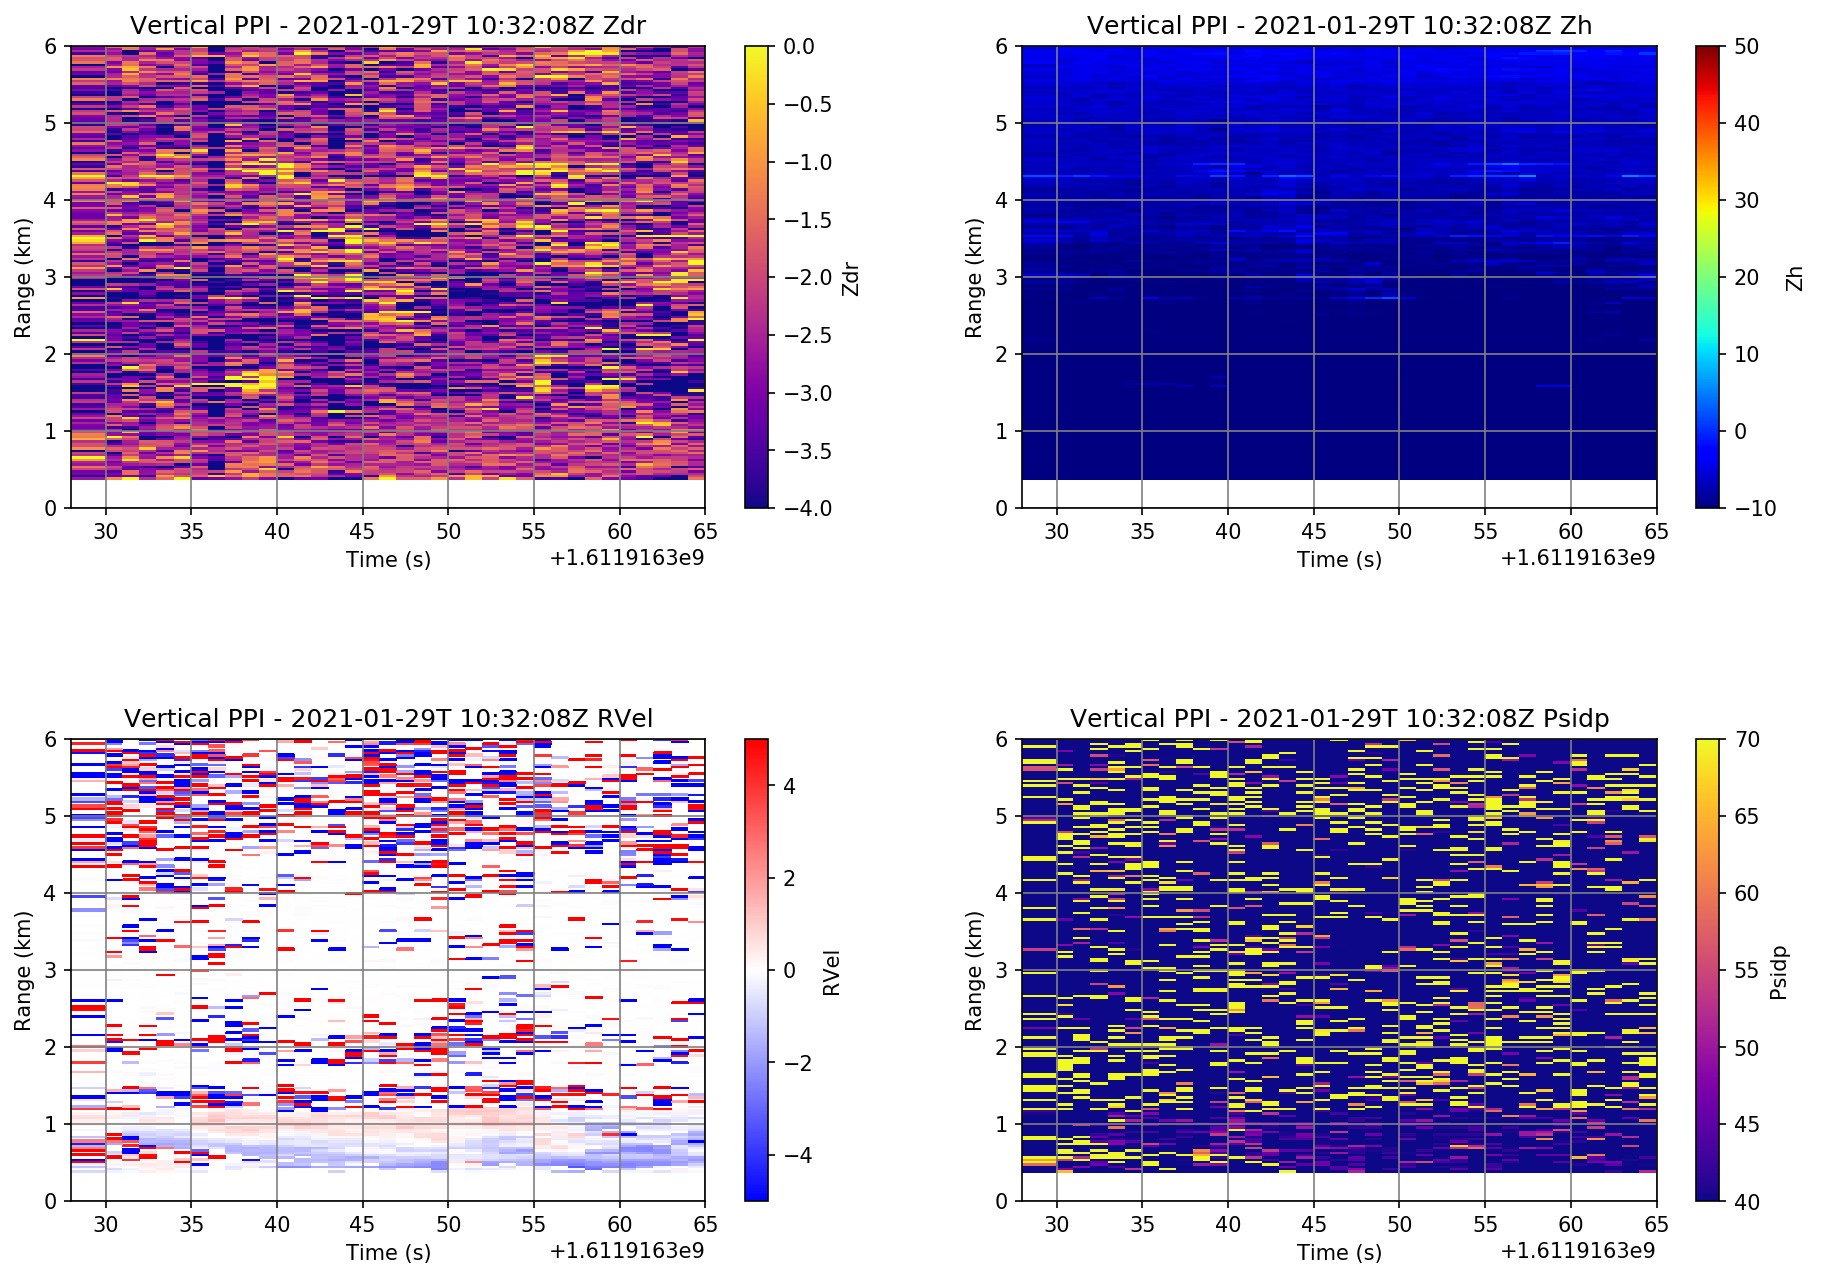 Vertical PPI - 2021-01-29T 10:32:08Z Zdr
6
5
4
3
2
1
0
Range (km)
30 35 40 45 50 55 60 65
Time (s)
+1.6119163e9
0.0
−0.5
−1.0
−1.5
−2.0
−2.5
−3.0
−3.5
−4.0
Zdr
Vertical PPI - 2021-01-29T 10:32:08Z Zh
6
5
4
3
2
1
0
Range (km)
30 35 40 45 50 55 60 65
Time (s)
+1.6119163e9
50
40
30
20
10
0
−10
Zh
Vertical PPI - 2021-01-29T 10:32:08Z RVel
6
5
4
3
2
1
0
Range (km)
30 35 40 45 50 55 60 65
Time (s)
+1.6119163e9
4
2
0
−2
−4
RVel
Vertical PPI - 2021-01-29T 10:32:08Z Psidp
6
5
4
3
2
1
0
Range (km)
30 35 40 45 50 55 60 65
Time (s)
+1.6119163e9
70
65
60
55
50
45
40
Psidp